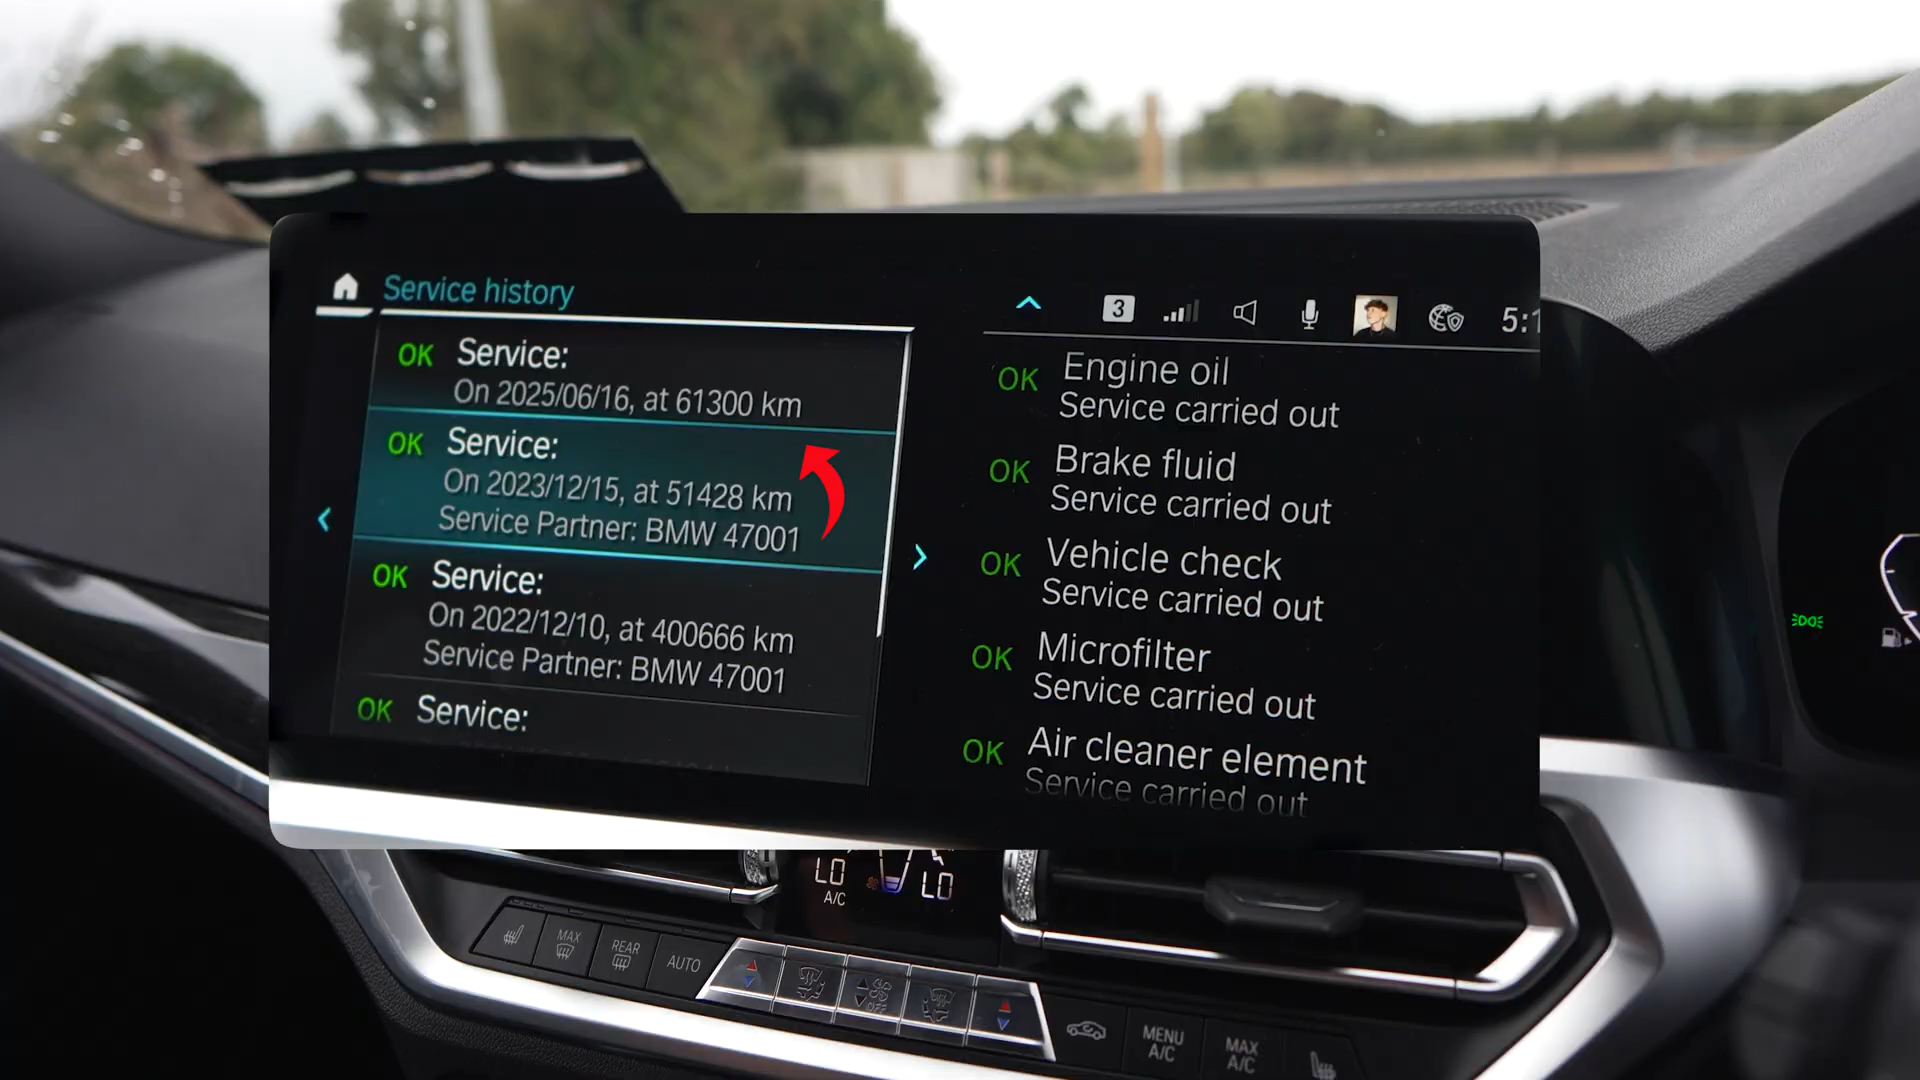 Service history
3
5:1
OK Service:
On 2025/06/16, at 61300 km
OK Service:
On 2023/12/15, at 51428 km
Service Partner: BMW 47001
OK Service:
On 2022/12/10, at 400666 km
Service Partner: BMW 47001
OK Service:
OK Engine oil
Service carried out
OK Brake fluid
Service carried out
OK Vehicle check
Service carried out
OK Microfilter
Service carried out
OK Air cleaner element
Service carried out
LO
A/C
LO
MAX
REAR
AUTO
OFF
MENU
A/C
MAX
A/C